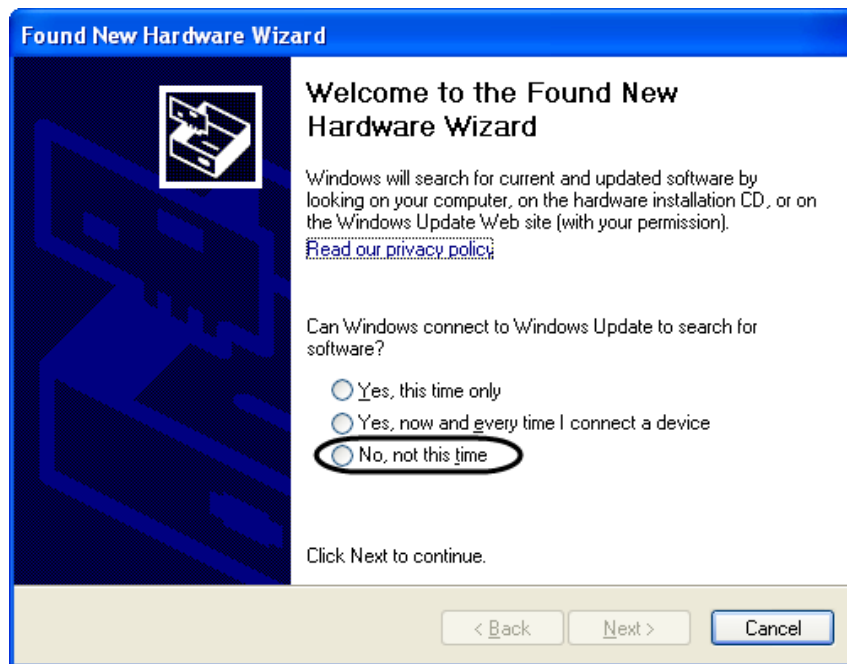 Found New Hardware Wizard
Welcome to the Found New
Hardware Wizard
Windows will search for current and updated software by
looking on your computer, on the hardware installation CD, or on
the Windows Update Web site (with your permission).
Read our privacy policy
Can Windows connect to Windows Update to search for
software?
Yes, this time only
Yes, now and every time I connect a device
No, not this time
Click Next to continue.
< Back
Next >
Cancel